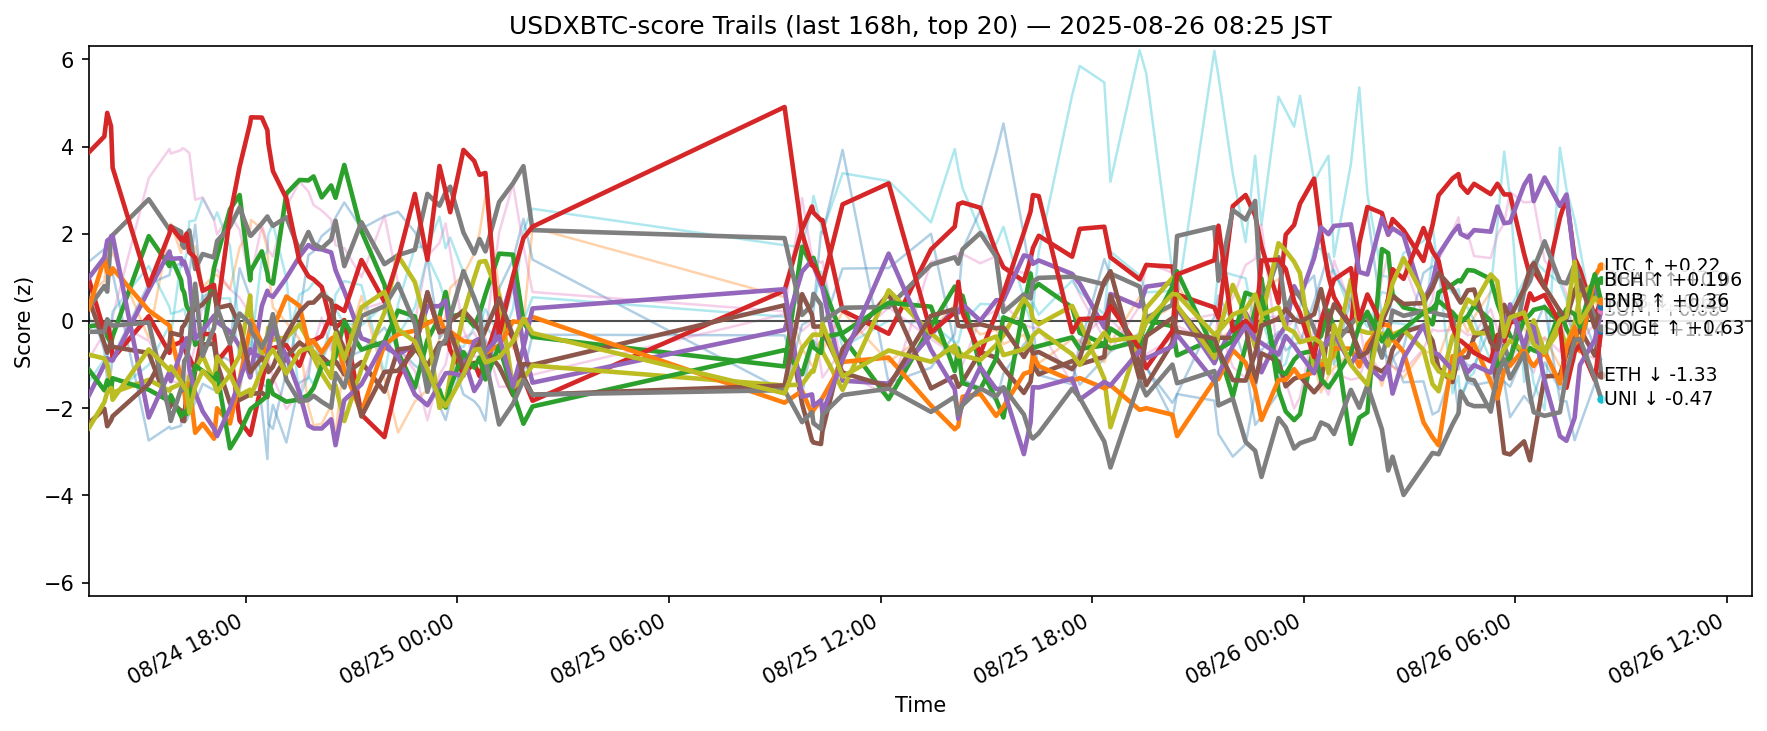 USDXBTC-score Trails (last 168h, top 20) — 2025-08-26 08:25 JST
Score (z)
6
4
2
0
−2
−4
−6
LTC ↑ +0.22
BCH ↑
BNB ↑ +0.36
DOGE ↑ +0.63
ETH ↓ -1.33
UNI ↓ -0.47
08/24 18:00
08/25 00:00
08/25 06:00
08/25 12:00
08/25 18:00
08/26 00:00
08/26 06:00
08/26 12:00
Time